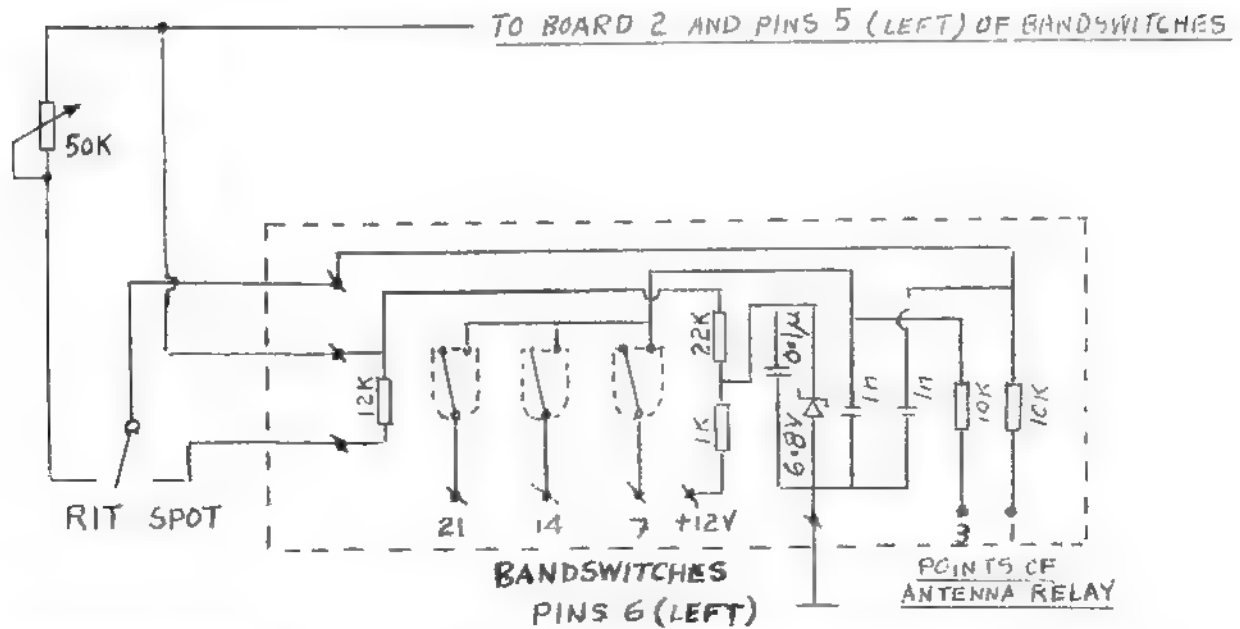 TO BOARD 2 AND PINS 5 (LEFT) OF BANDSWITCHES
50K
12K
22K
0.1µ
1K
6.8V
1n
1n
10K
10K
RIT SPOT
21
14
7
+12V
3
1
BANDSWITCHES
PINS 6 (LEFT)
POINTS OF
ANTENNA RELAY